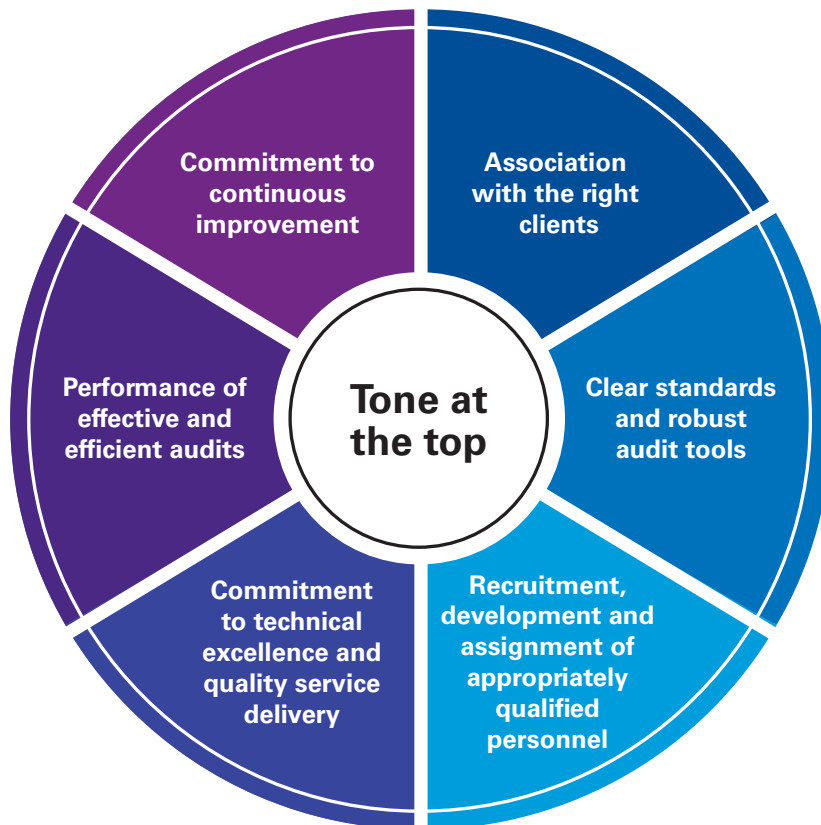 Commitment to
continuous
improvement
Association
with the right
clients
Performance of
effective and
efficient audits
Tone at
the top
Clear standards
and robust
audit tools
Commitment
to technical
excellence and
quality service
delivery
Recruitment,
development and
assignment of
appropriately
qualified
personnel